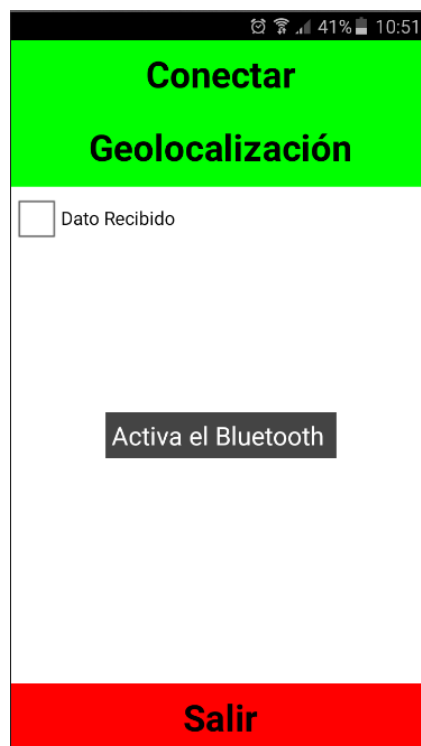 41% 10:51
Conectar
Geolocalización
Dato Recibido
Activa el Bluetooth
Salir